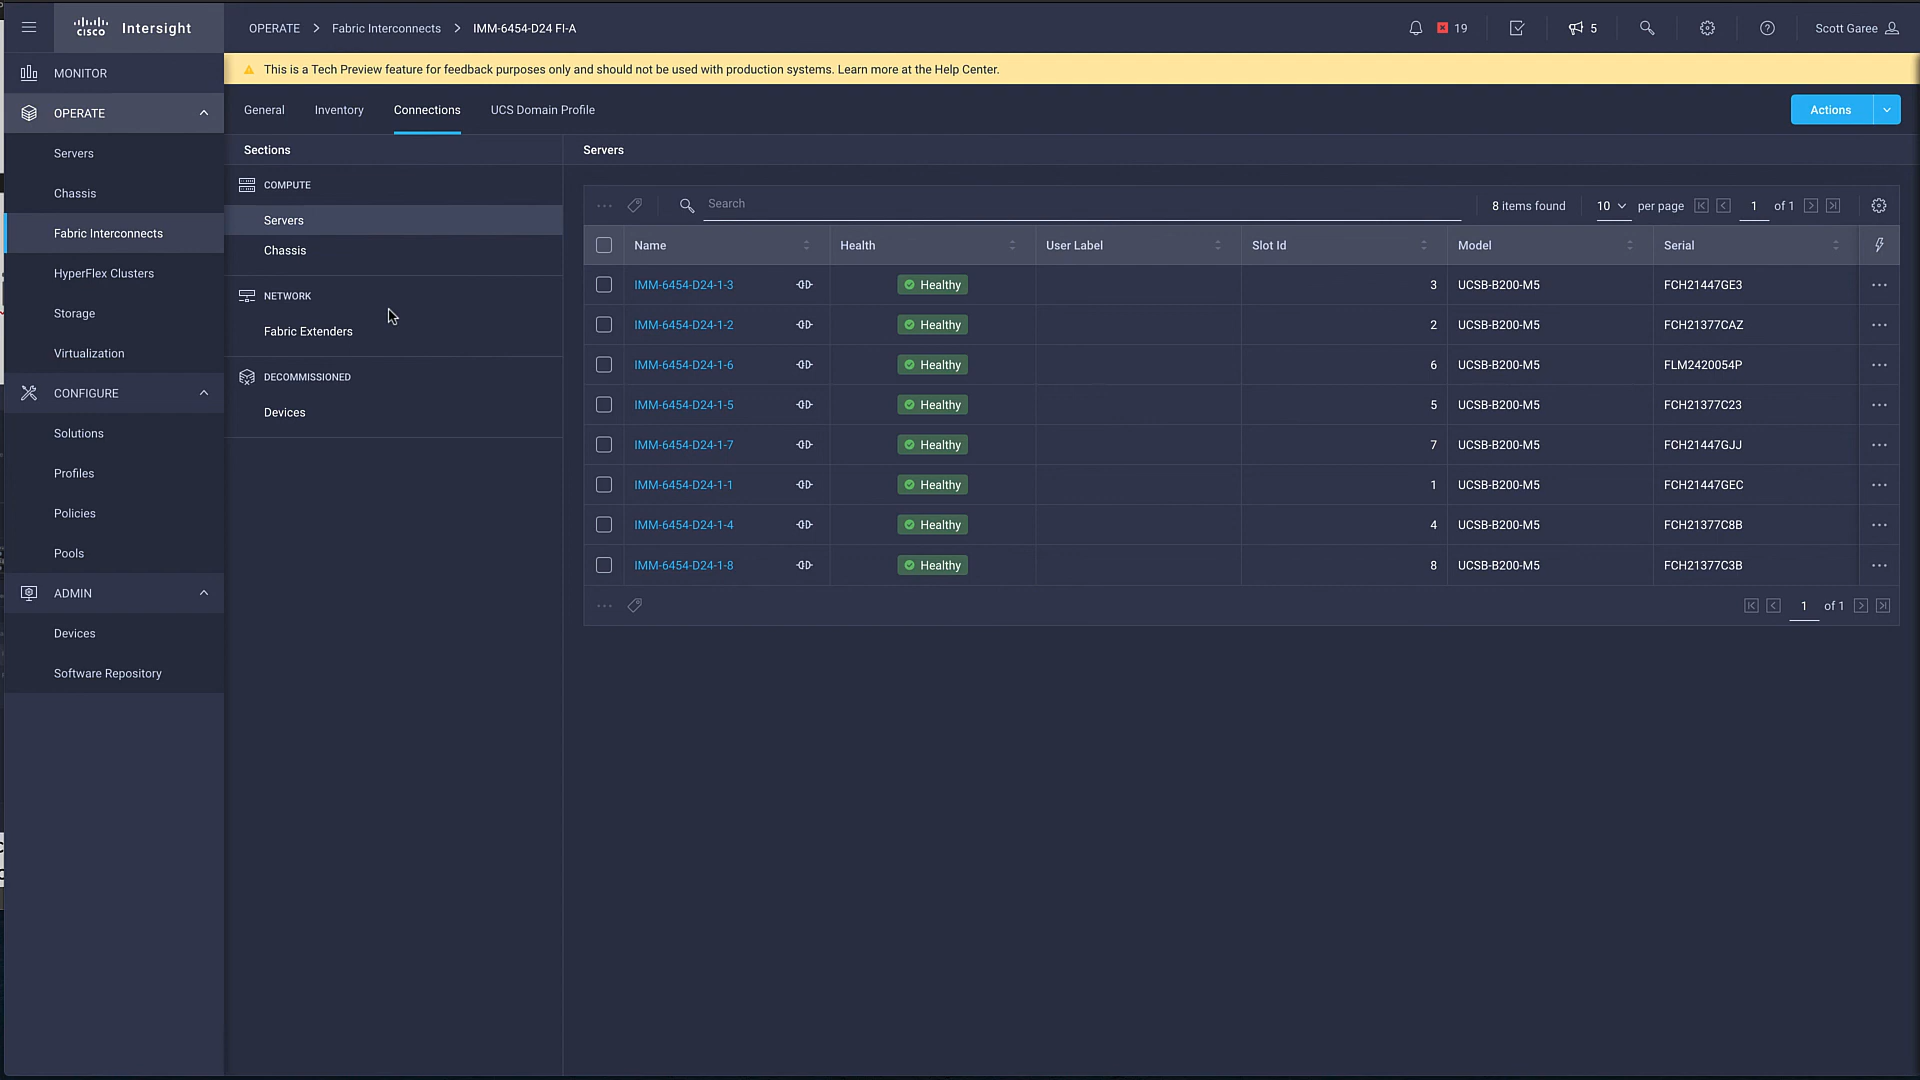 CISCO Intersight
OPERATE > Fabric Interconnects > IMM-6454-D24 FI-A
19
5
Scott Garee
MONITOR
OPERATE
Servers
Chassis
Fabric Interconnects
HyperFlex Clusters
Storage
Virtualization
CONFIGURE
Solutions
Profiles
Policies
Pools
ADMIN
Devices
Software Repository
This is a Tech Preview feature for feedback purposes only and should not be used with production systems. Learn more at the Help Center.
General Inventory Connections UCS Domain Profile
Actions
Sections
COMPUTE
Servers
Chassis
NETWORK
Fabric Extenders
DECOMMISSIONED
Devices
Servers
Search
8 items found 10 per page 1 of 1
Name Health User Label Slot Id Model Serial
IMM-6454-D24-1-3 Healthy 3 UCSB-B200-M5 FCH21447GE3
IMM-6454-D24-1-2 Healthy 2 UCSB-B200-M5 FCH21377CAZ
IMM-6454-D24-1-6 Healthy 6 UCSB-B200-M5 FLM2420054P
IMM-6454-D24-1-5 Healthy 5 UCSB-B200-M5 FCH21377C23
IMM-6454-D24-1-7 Healthy 7 UCSB-B200-M5 FCH21447GJJ
IMM-6454-D24-1-1 Healthy 1 UCSB-B200-M5 FCH21447GEC
IMM-6454-D24-1-4 Healthy 4 UCSB-B200-M5 FCH21377C8B
IMM-6454-D24-1-8 Healthy 8 UCSB-B200-M5 FCH21377C3B
1 of 1